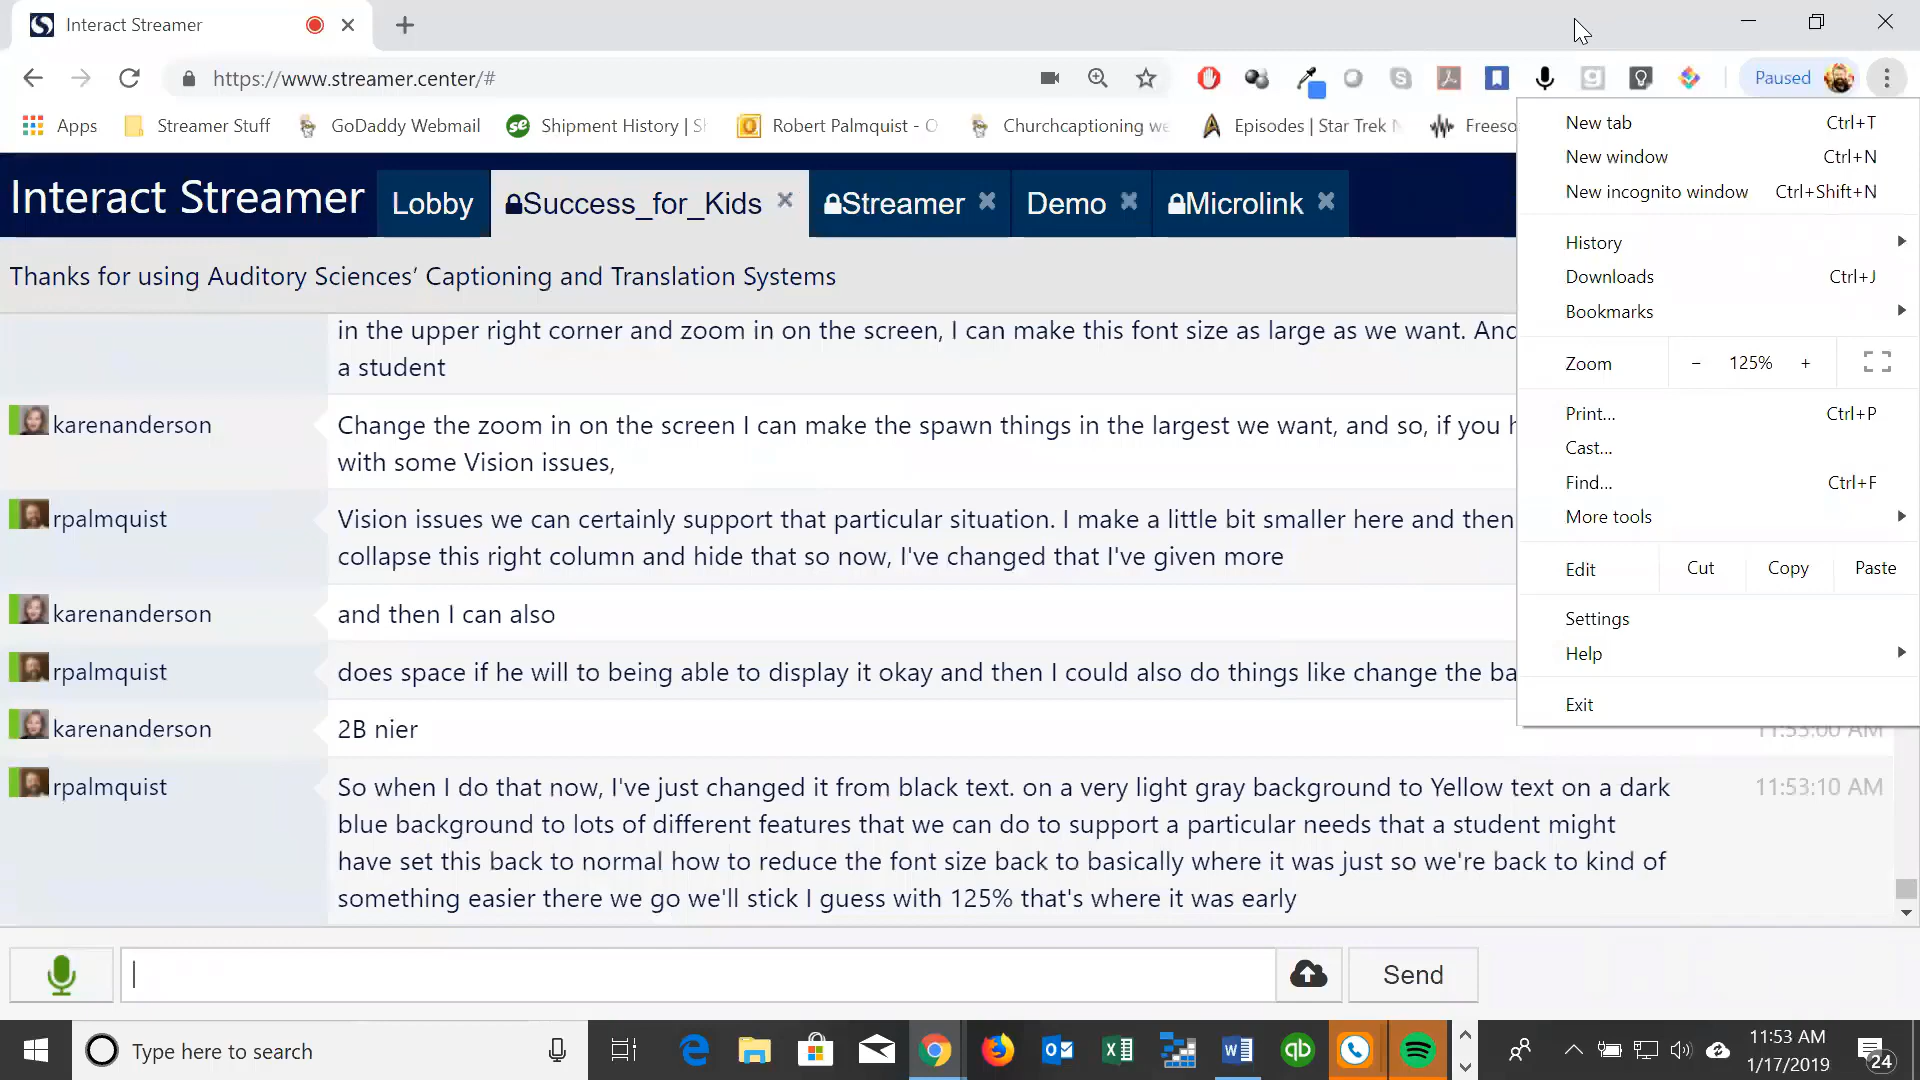 Interact Streamer
https://www.streamer.center/#
Paused
Apps
Streamer Stuff
GoDaddy Webmail
Shipment History | S
Robert Palmquist - O
Churchcaptioning we
Episodes | Star Trek N
Freeso
Interact Streamer
Lobby
Success_for_Kids
Streamer
Demo
Microlink
Thanks for using Auditory Sciences’ Captioning and Translation Systems
in the upper right corner and zoom in on the screen, I can make this font size as large as we want. And
a student
karenanderson
Change the zoom in on the screen I can make the spawn things in the largest we want, and so, if you h
with some Vision issues,
rpalmquist
Vision issues we can certainly support that particular situation. I make a little bit smaller here and then
collapse this right column and hide that so now, I've changed that I've given more
karenanderson
and then I can also
rpalmquist
does space if he will to being able to display it okay and then I could also do things like change the ba
karenanderson
2B nier
11:53:00 AM
rpalmquist
So when I do that now, I've just changed it from black text. on a very light gray background to Yellow text on a dark
11:53:10 AM
blue background to lots of different features that we can do to support a particular needs that a student might
have set this back to normal how to reduce the font size back to basically where it was just so we're back to kind of
something easier there we go we'll stick I guess with 125% that's where it was early
New tab Ctrl+T
New window Ctrl+N
New incognito window Ctrl+Shift+N
History
Downloads Ctrl+J
Bookmarks
Zoom - 125% +
Print... Ctrl+P
Cast...
Find... Ctrl+F
More tools
Edit Cut Copy Paste
Settings
Help
Exit
Send
Type here to search
11:53 AM
1/17/2019
24